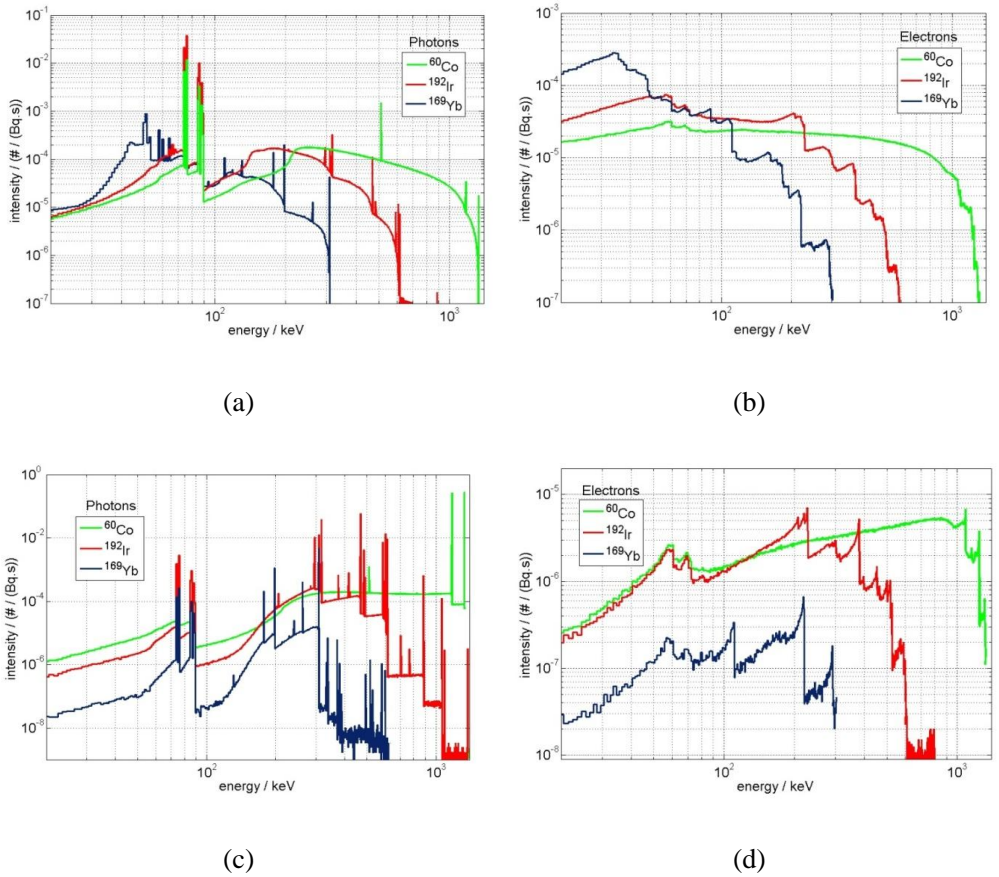 10^-1
10^-2
10^-3
10^-4
10^-5
10^-6
10^-7
intensity / (# / (Bq.s))
Photons
^60Co
^192Ir
^169Yb
10^2
10^3
energy / keV
(a)
10^-3
10^-4
10^-5
10^-6
10^-7
intensity / (# / (Bq.s))
Electrons
^60Co
^192Ir
^169Yb
10^2
10^3
energy / keV
(b)
10^0
10^-2
10^-4
10^-6
10^-8
intensity / (# / (Bq.s))
Photons
^60Co
^192Ir
^169Yb
10^2
10^3
energy / keV
(c)
10^-5
10^-6
10^-7
10^-8
intensity / (# / (Bq.s))
Electrons
^60Co
^192Ir
^169Yb
10^2
10^3
energy / keV
(d)